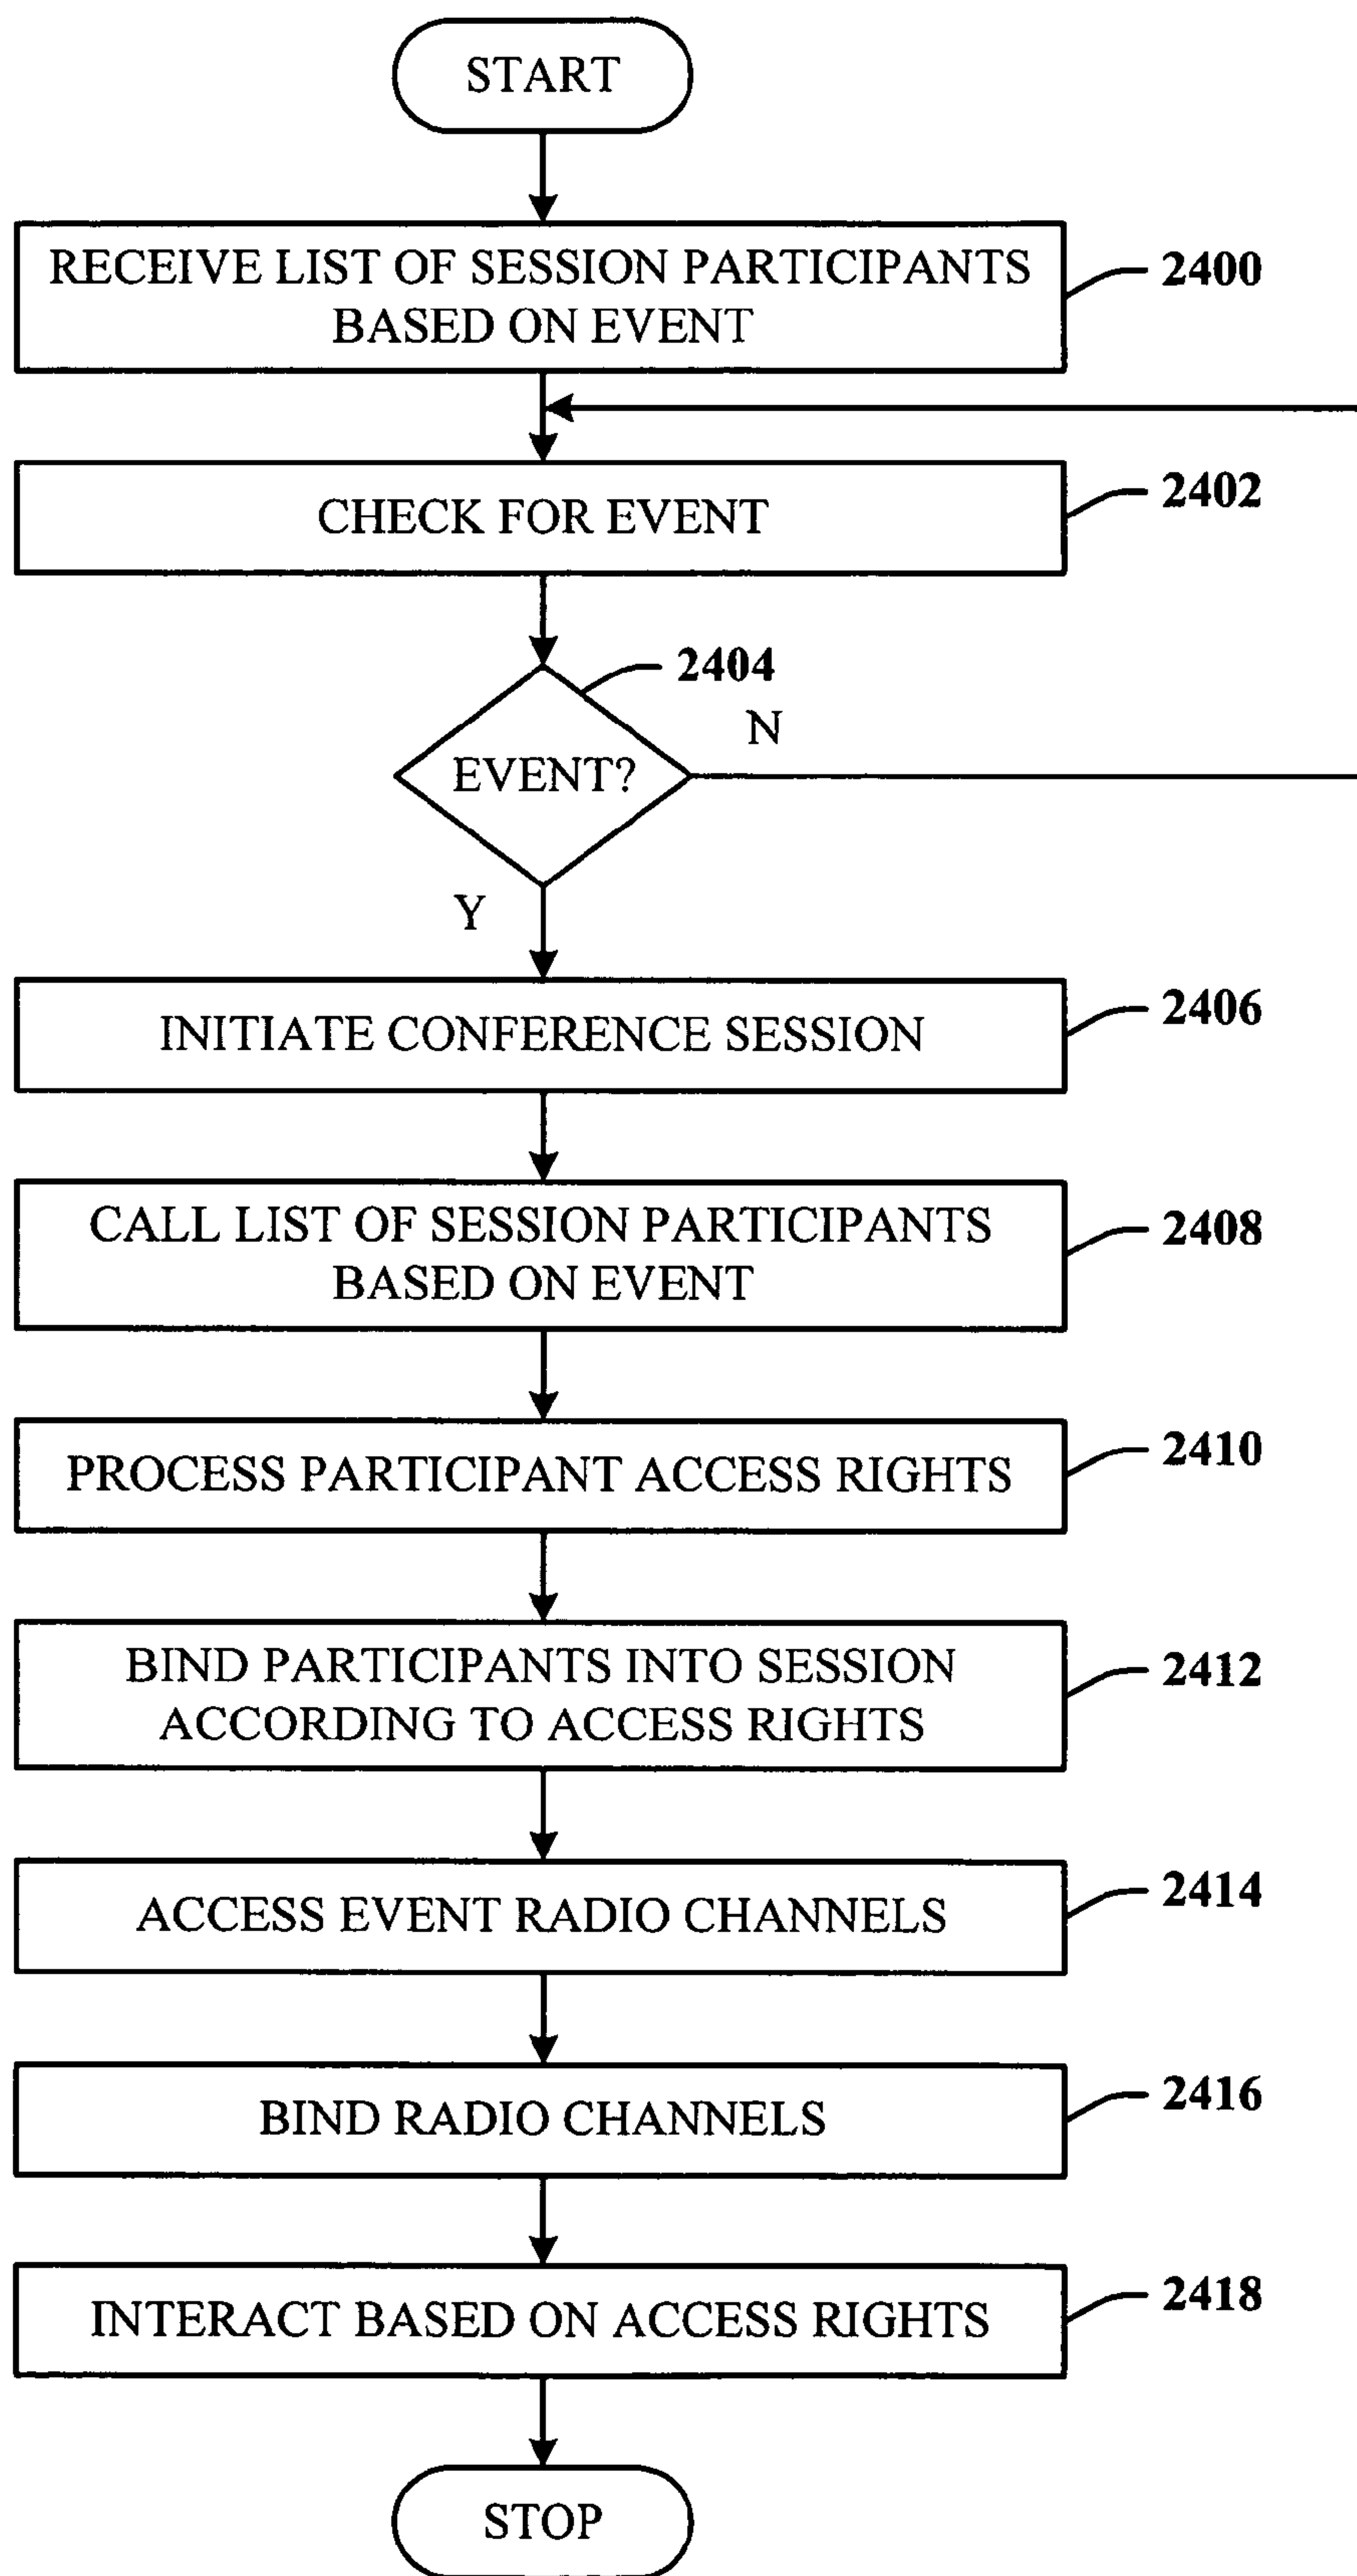 START
RECEIVE LIST OF SESSION PARTICIPANTS
BASED ON EVENT
2400
CHECK FOR EVENT
2402
2404
EVENT?
N
Y
INITIATE CONFERENCE SESSION
2406
CALL LIST OF SESSION PARTICIPANTS
BASED ON EVENT
2408
PROCESS PARTICIPANT ACCESS RIGHTS
2410
BIND PARTICIPANTS INTO SESSION
ACCORDING TO ACCESS RIGHTS
2412
ACCESS EVENT RADIO CHANNELS
2414
BIND RADIO CHANNELS
2416
INTERACT BASED ON ACCESS RIGHTS
2418
STOP